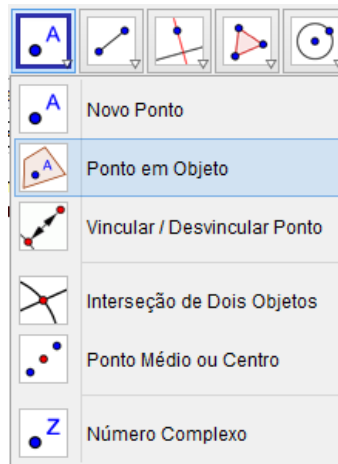 A
A
Novo Ponto
A
Ponto em Objeto
Vincular / Desvincular Ponto
Interseção de Dois Objetos
Ponto Médio ou Centro
Z
Número Complexo